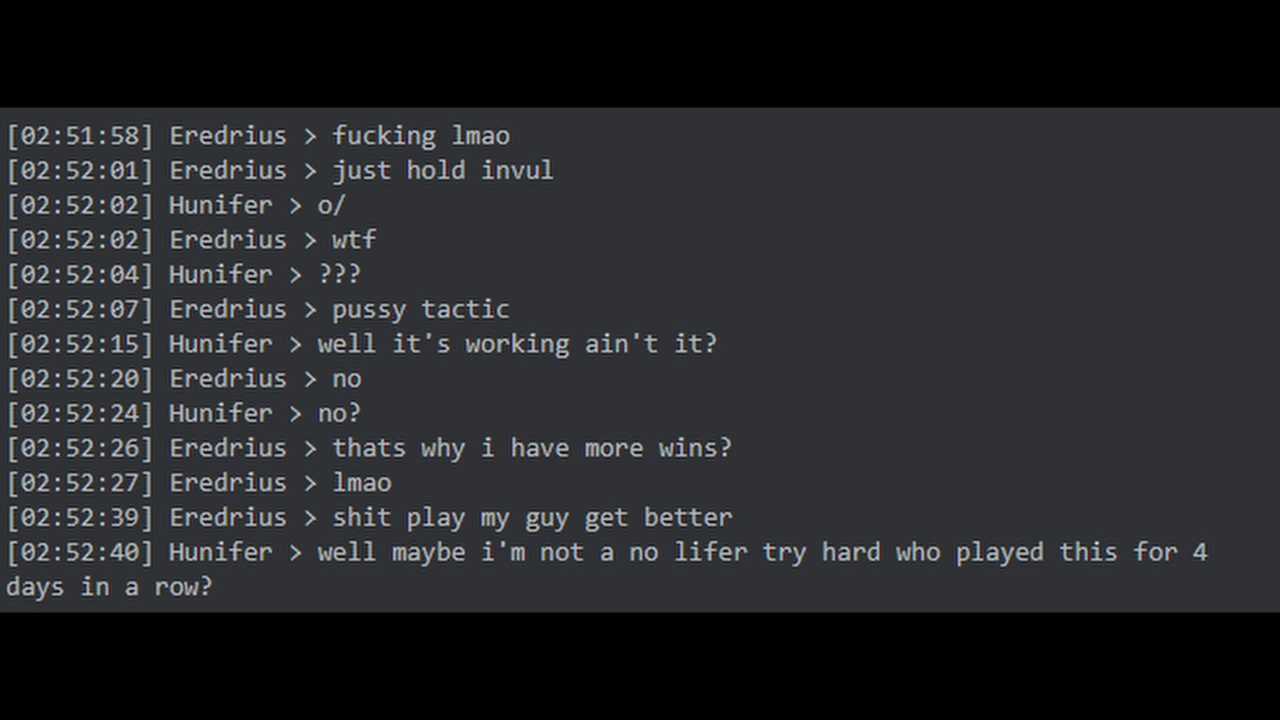 [02:51:58] Eredrius > fucking lmao
[02:52:01] Eredrius > just hold invul
[02:52:02] Hunifer > o/
[02:52:02] Eredrius > wtf
[02:52:04] Hunifer > ???
[02:52:07] Eredrius > pussy tactic
[02:52:15] Hunifer > well it's working ain't it?
[02:52:20] Eredrius > no
[02:52:24] Hunifer > no?
[02:52:26] Eredrius > thats why i have more wins?
[02:52:27] Eredrius > lmao
[02:52:39] Eredrius > shit play my guy get better
[02:52:40] Hunifer > well maybe i'm not a no lifer try hard who played this for 4
days in a row?